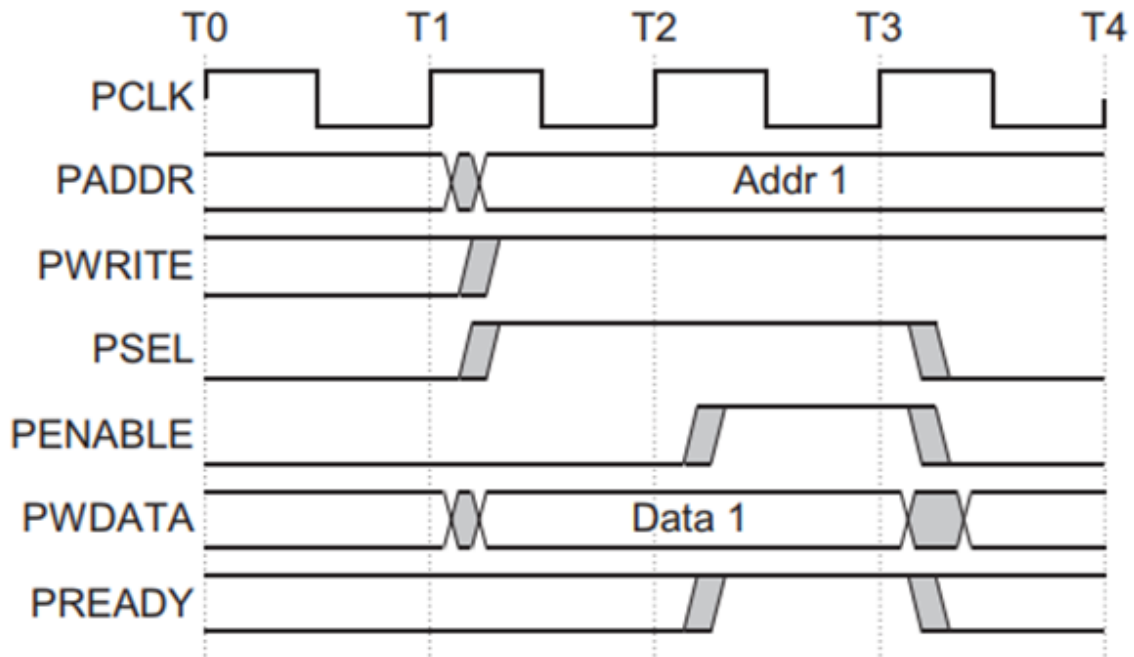 T0 T1 T2 T3 T4
PCLK
PADDR Addr 1
PWRITE
PSEL
PENABLE
PWDATA Data 1
PREADY